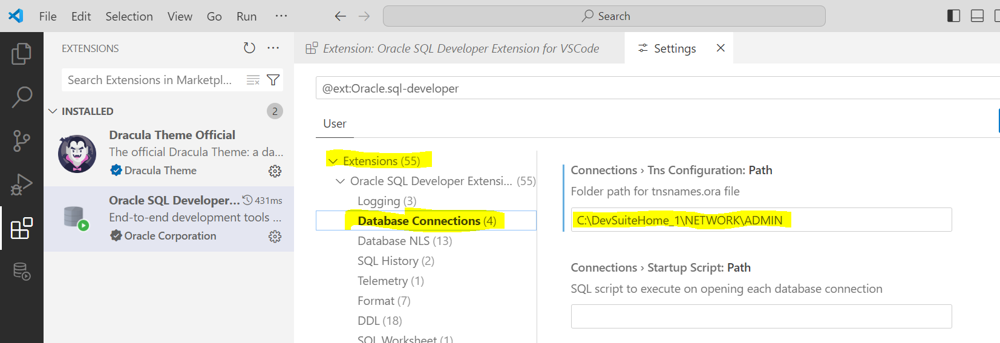 File Edit Selection View Go Run ···
Search
EXTENSIONS ···
Search Extensions in Marketpl...
INSTALLED 2
Dracula Theme Official
The official Dracula Theme: a da...
Dracula Theme
Oracle SQL Developer... 431ms
End-to-end development tools ...
Oracle Corporation
Extension: Oracle SQL Developer Extension for VSCode
Settings
@ext:Oracle.sql-developer
User
Extensions (55)
Oracle SQL Developer Extensi... (55)
Logging (3)
Database Connections (4)
Database NLS (13)
SQL History (2)
Telemetry (1)
Format (7)
DDL (18)
SQL Worksheet (1)
Connections › Tns Configuration: Path
Folder path for tnsnames.ora file
C:\DevSuiteHome_1\NETWORK\ADMIN
Connections › Startup Script: Path
SQL script to execute on opening each database connection